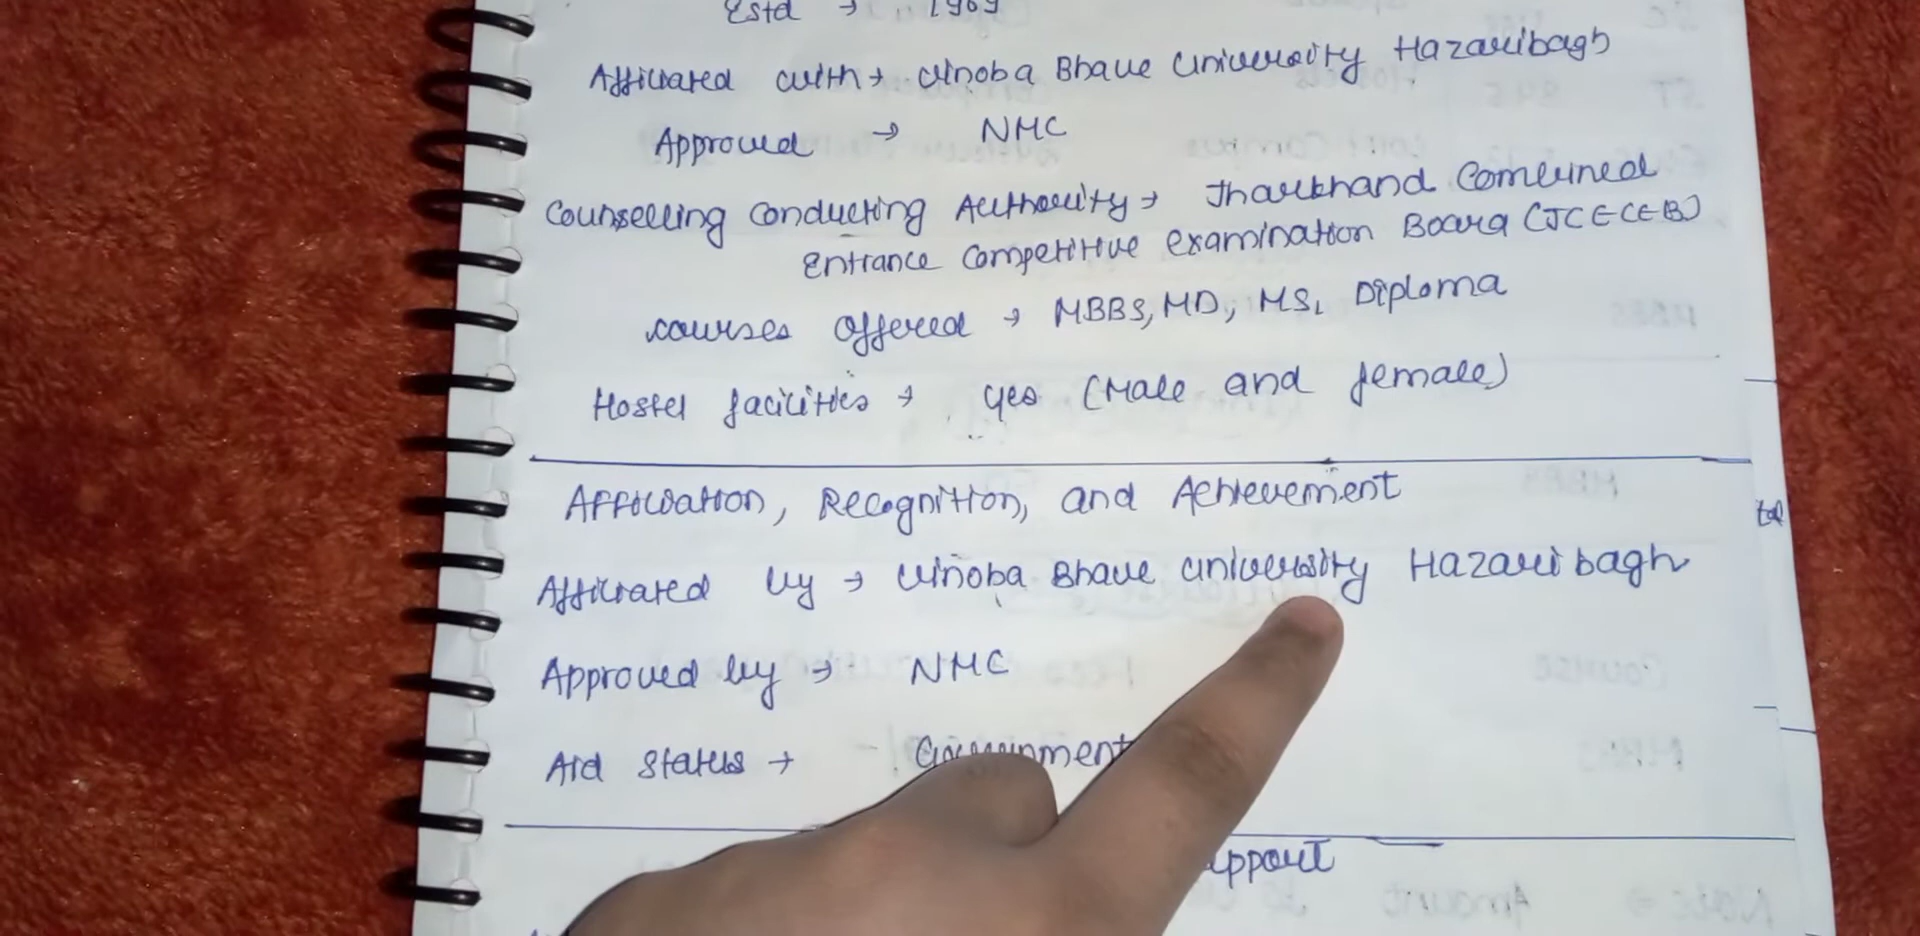 Estd → 1969
Affiliated with → Vinoba Bhave University Hazaribagh
Approved → NMC
Counselling Conducting Authority → Jharkhand Combined
Entrance Competitive Examination Board (JCECEB)
courses offered → MBBS, MD, MS, Diploma
Hostel facilities → yes (Male and female)
Affiliation, Recognition, and Achievement
Affiliated by → Vinoba Bhave University Hazaribagh
Approved by → NMC
Aid Status → Government